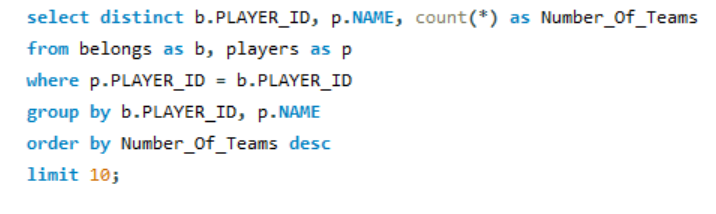 select distinct b.PLAYER_ID, p.NAME, count(*) as Number_Of_Teams
from belongs as b, players as p
where p.PLAYER_ID = b.PLAYER_ID
group by b.PLAYER_ID, p.NAME
order by Number_Of_Teams desc
limit 10;